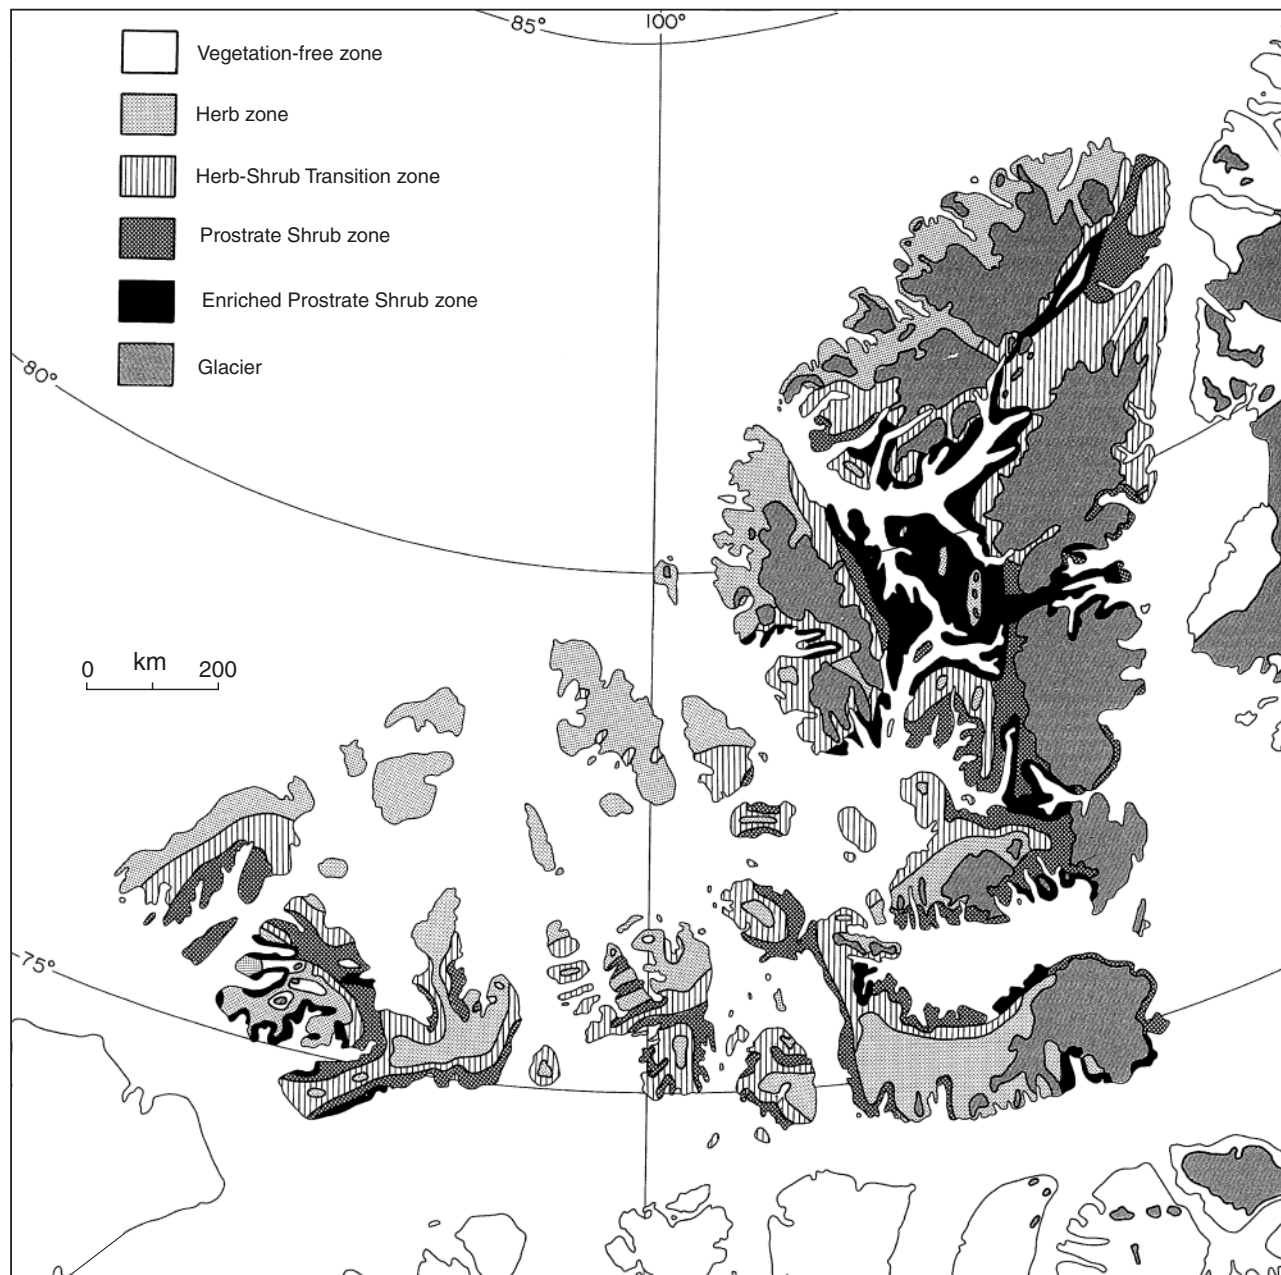 85°
100°
Vegetation-free zone
Herb zone
Herb-Shrub Transition zone
Prostrate Shrub zone
Enriched Prostrate Shrub zone
Glacier
80°
0 km 200
75°